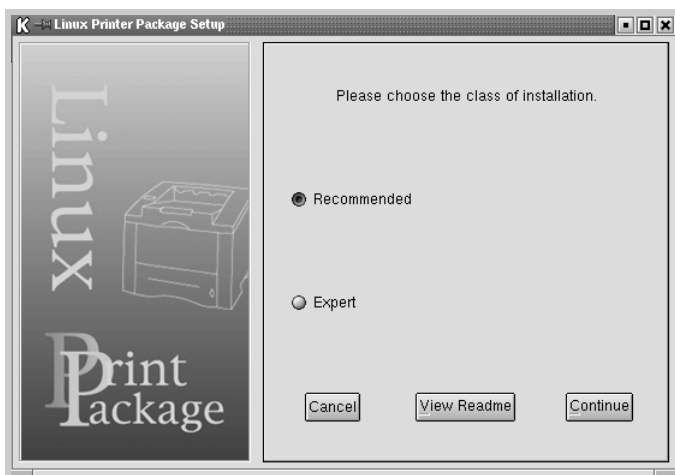 Linux Printer Package Setup
Linux
Print
Package
Please choose the class of installation.
Recommended
Expert
Cancel
View Readme
Continue